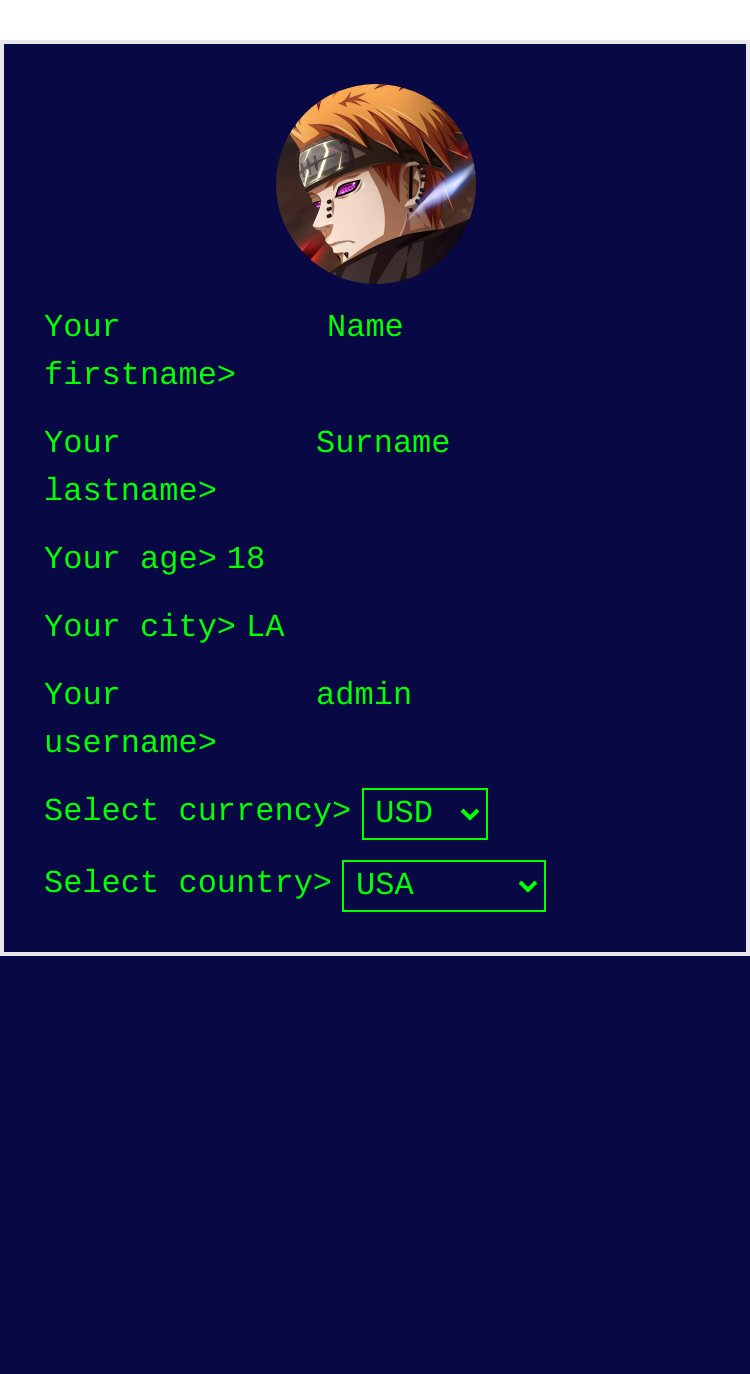 Your Name
firstname>
Your Surname
lastname>
Your age> 18
Your city> LA
Your admin
username>
Select currency> USD
Select country> USA